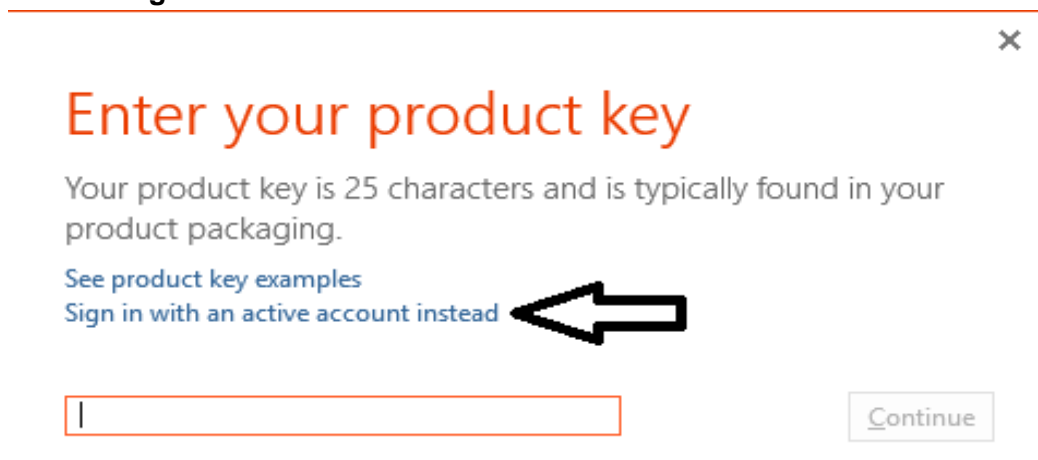 Enter your product key
Your product key is 25 characters and is typically found in your
product packaging.
See product key examples
Sign in with an active account instead
Continue